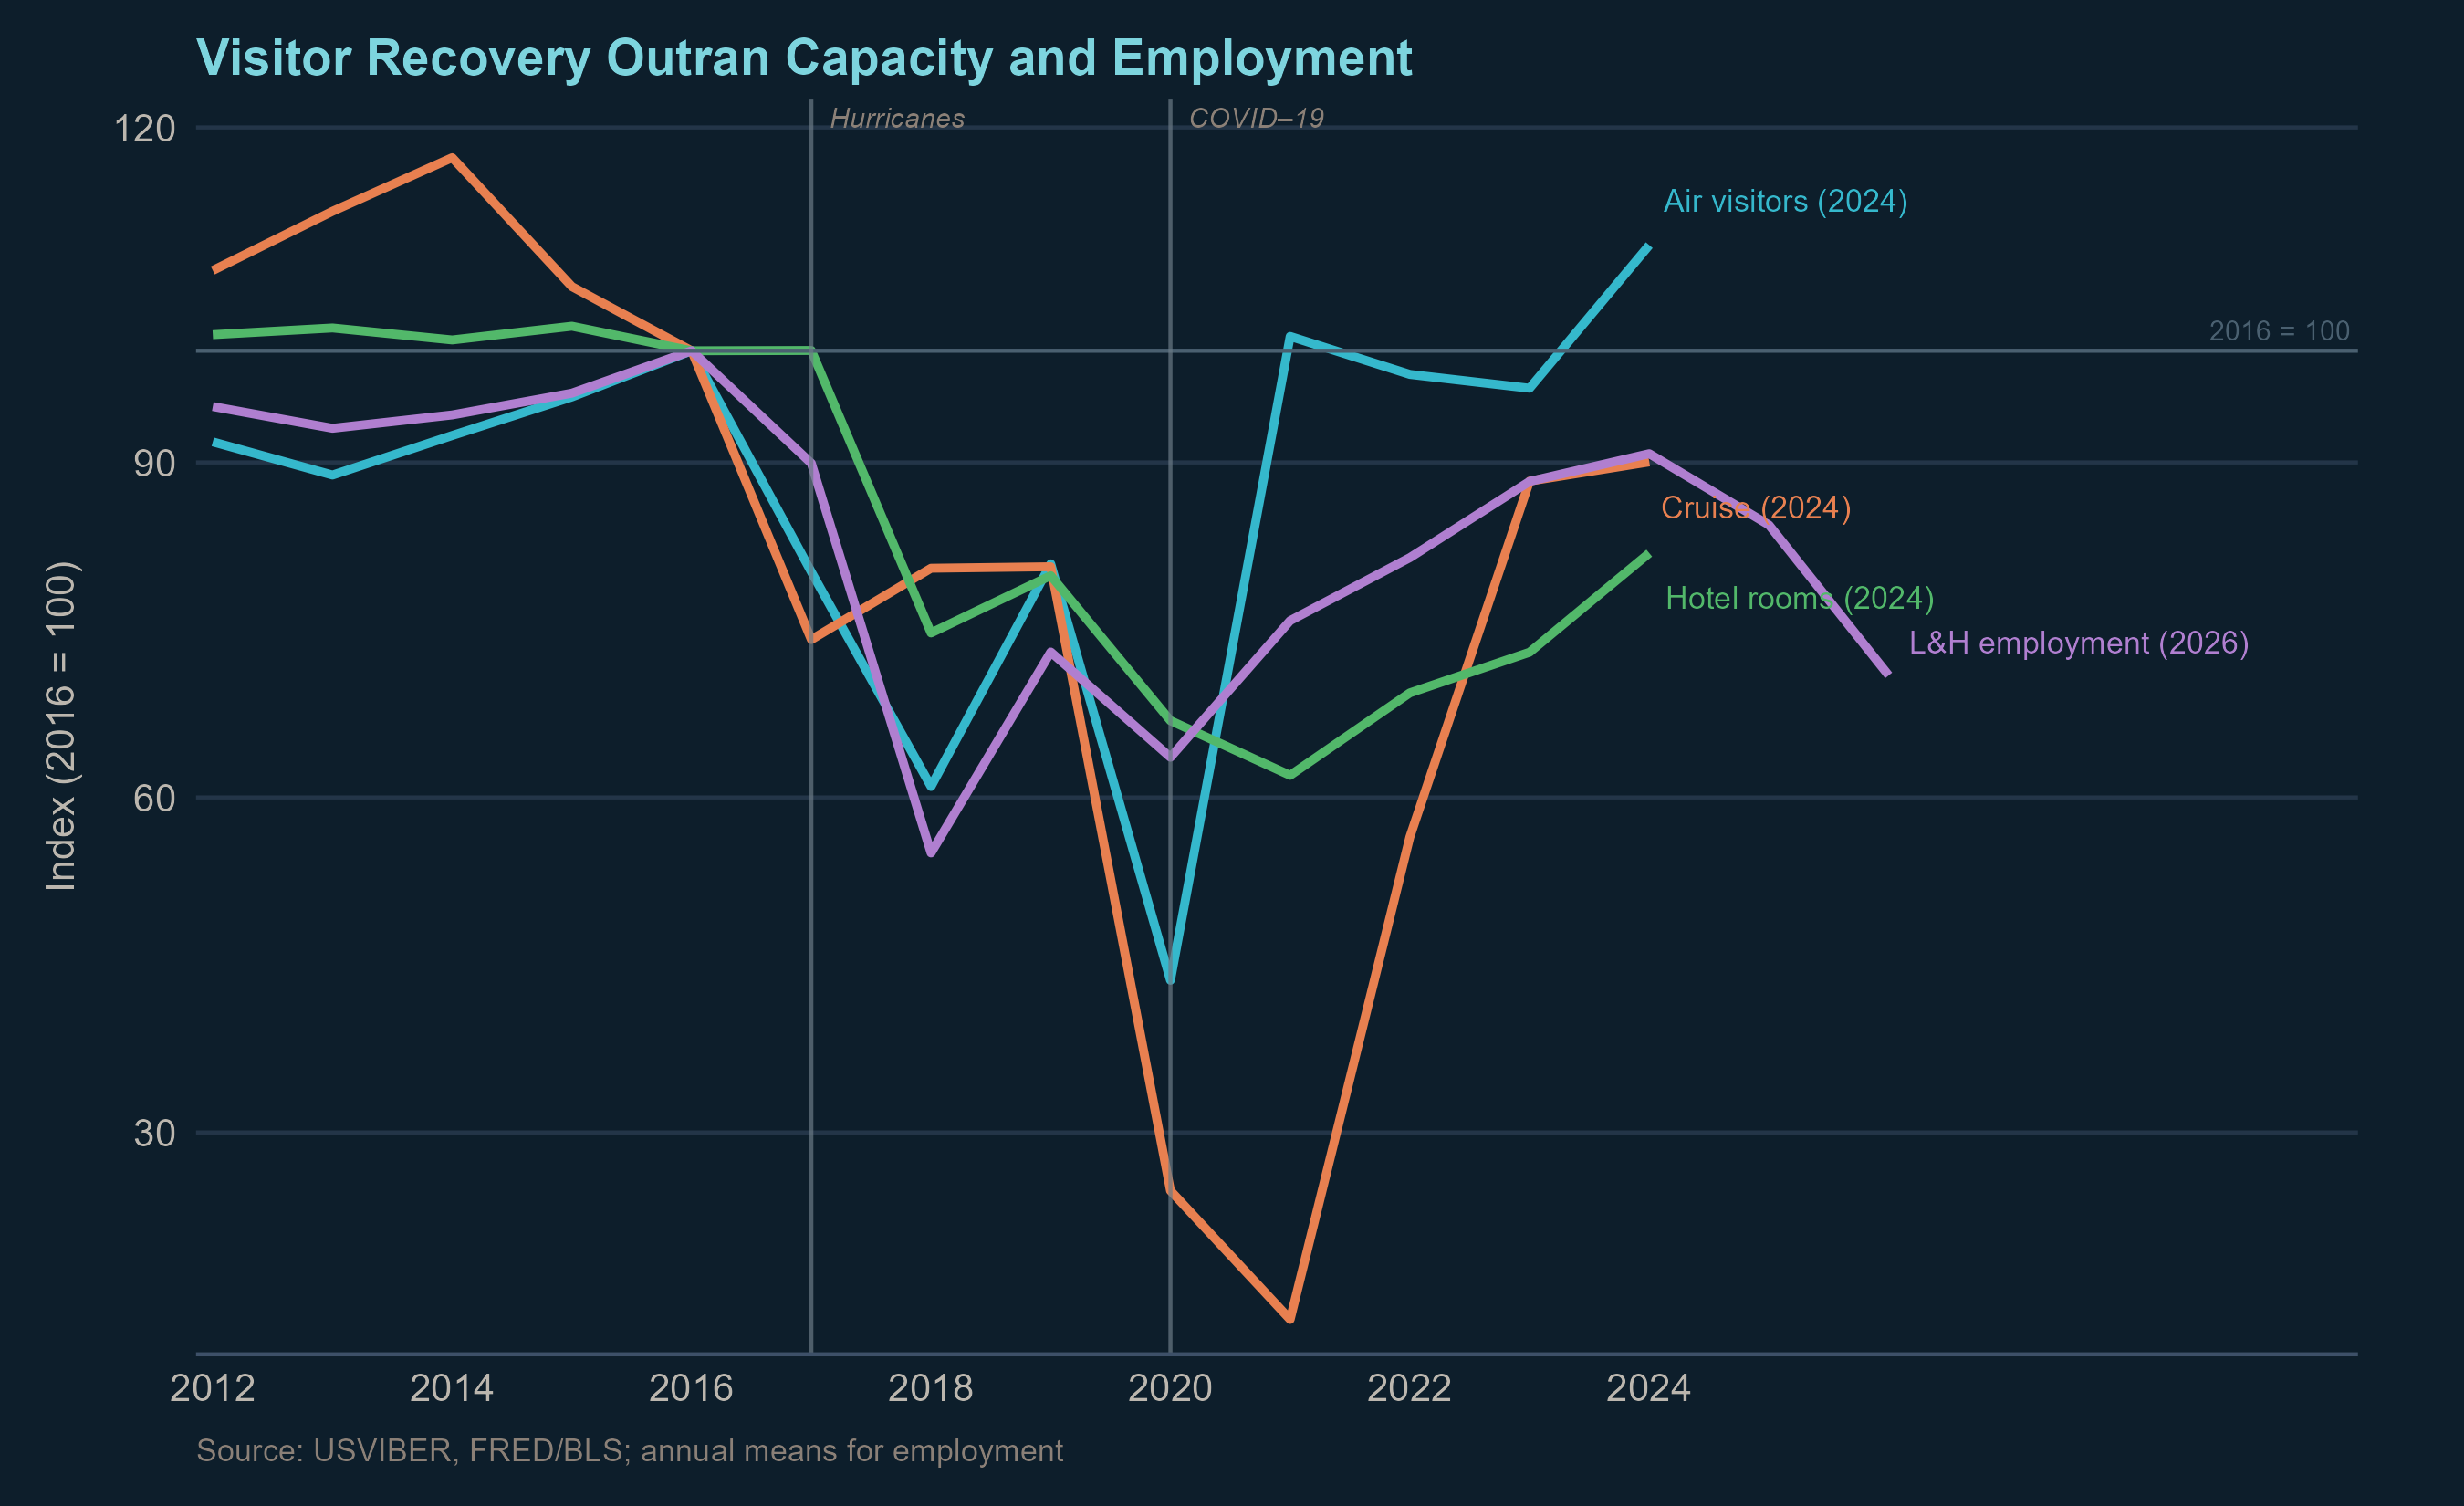 Visitor Recovery Outran Capacity and Employment
Hurricanes
COVID–19
120
Air visitors (2024)
2016 = 100
90
Cruise (2024)
Hotel rooms (2024)
L&H employment (2026)
Index (2016 = 100)
60
30
2012 2014 2016 2018 2020 2022 2024
Source: USVIBER, FRED/BLS; annual means for employment